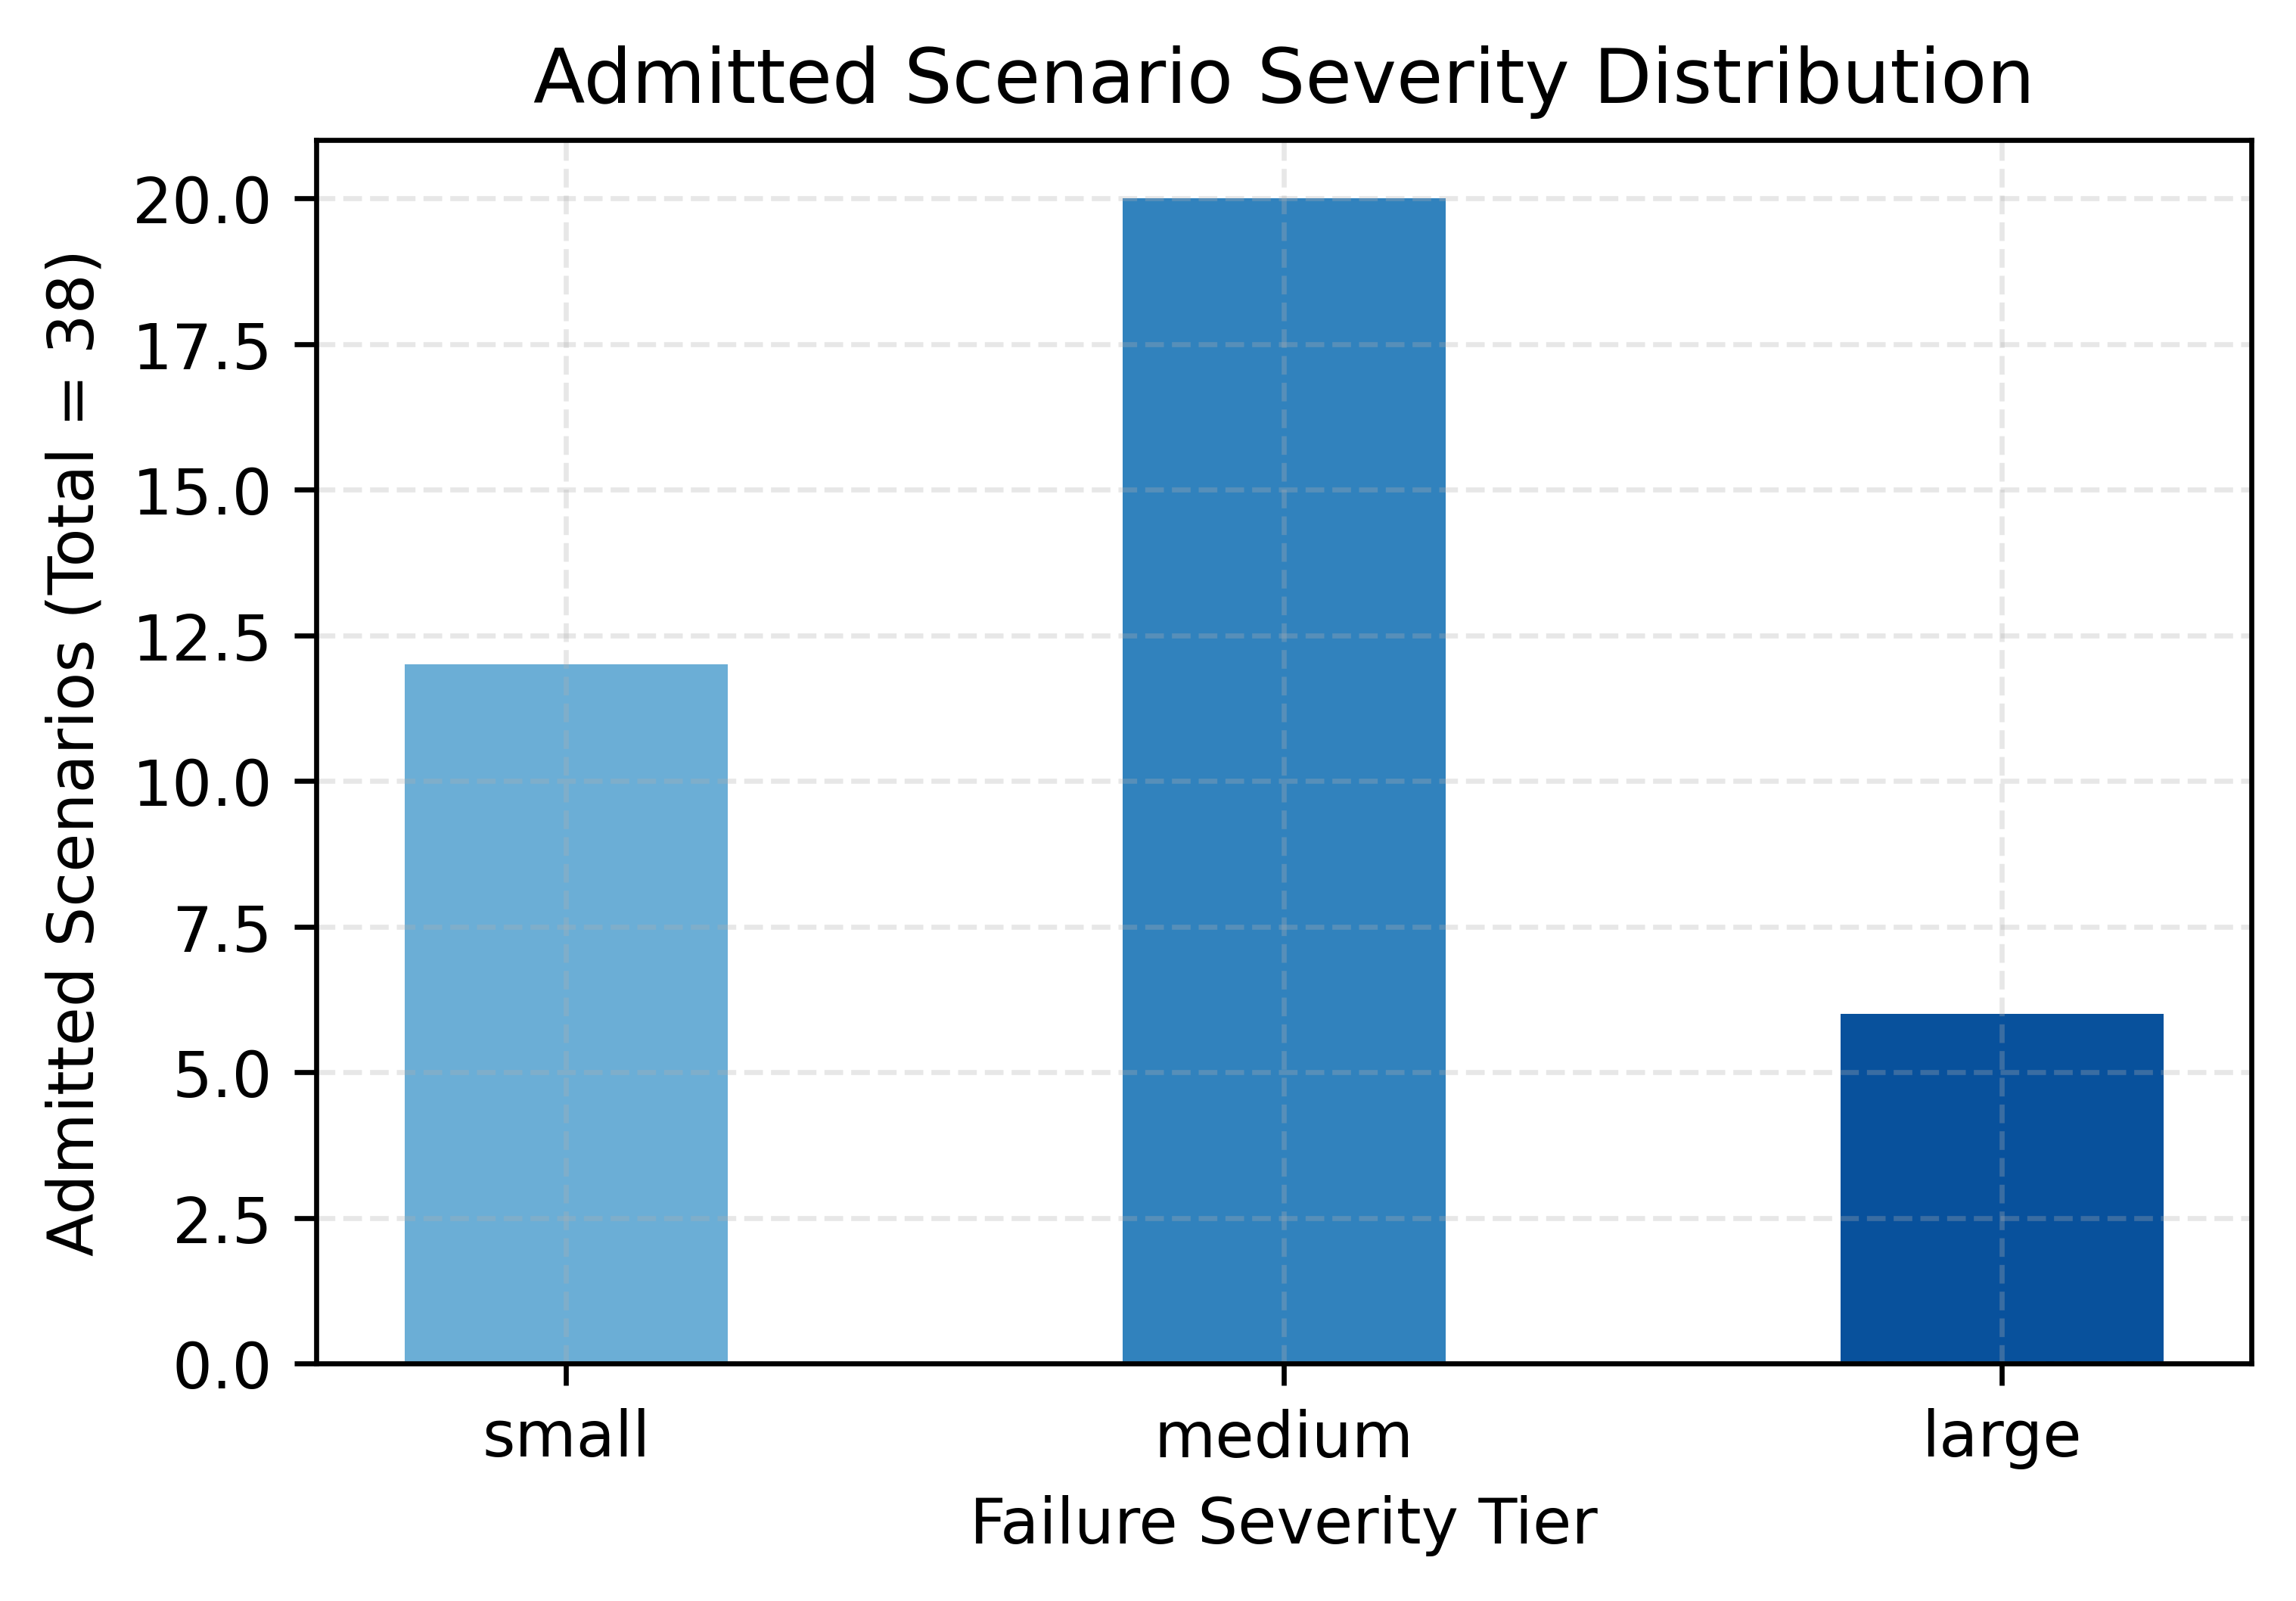 Admitted Scenario Severity Distribution
Admitted Scenarios (Total = 38)
20.0
17.5
15.0
12.5
10.0
7.5
5.0
2.5
0.0
small
medium
large
Failure Severity Tier